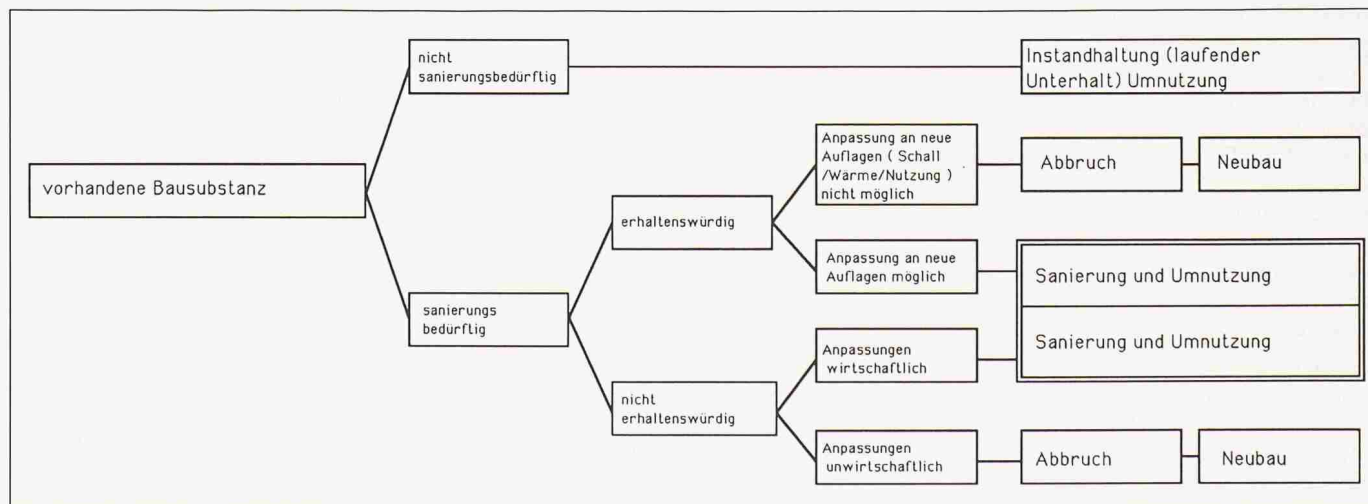 nicht
sanierungsbedürftig
Instandhaltung (laufender
Unterhalt) Umnutzung
vorhandene Bausubstanz
Anpassung an neue
Auflagen ( Schall
/Wärme/Nutzung )
nicht möglich
Abbruch
Neubau
erhaltenswürdig
Anpassung an neue
Auflagen möglich
Sanierung und Umnutzung
sanierungs
bedürftig
Anpassungen
wirtschaftlich
Sanierung und Umnutzung
nicht
erhaltenswürdig
Anpassungen
unwirtschaftlich
Abbruch
Neubau